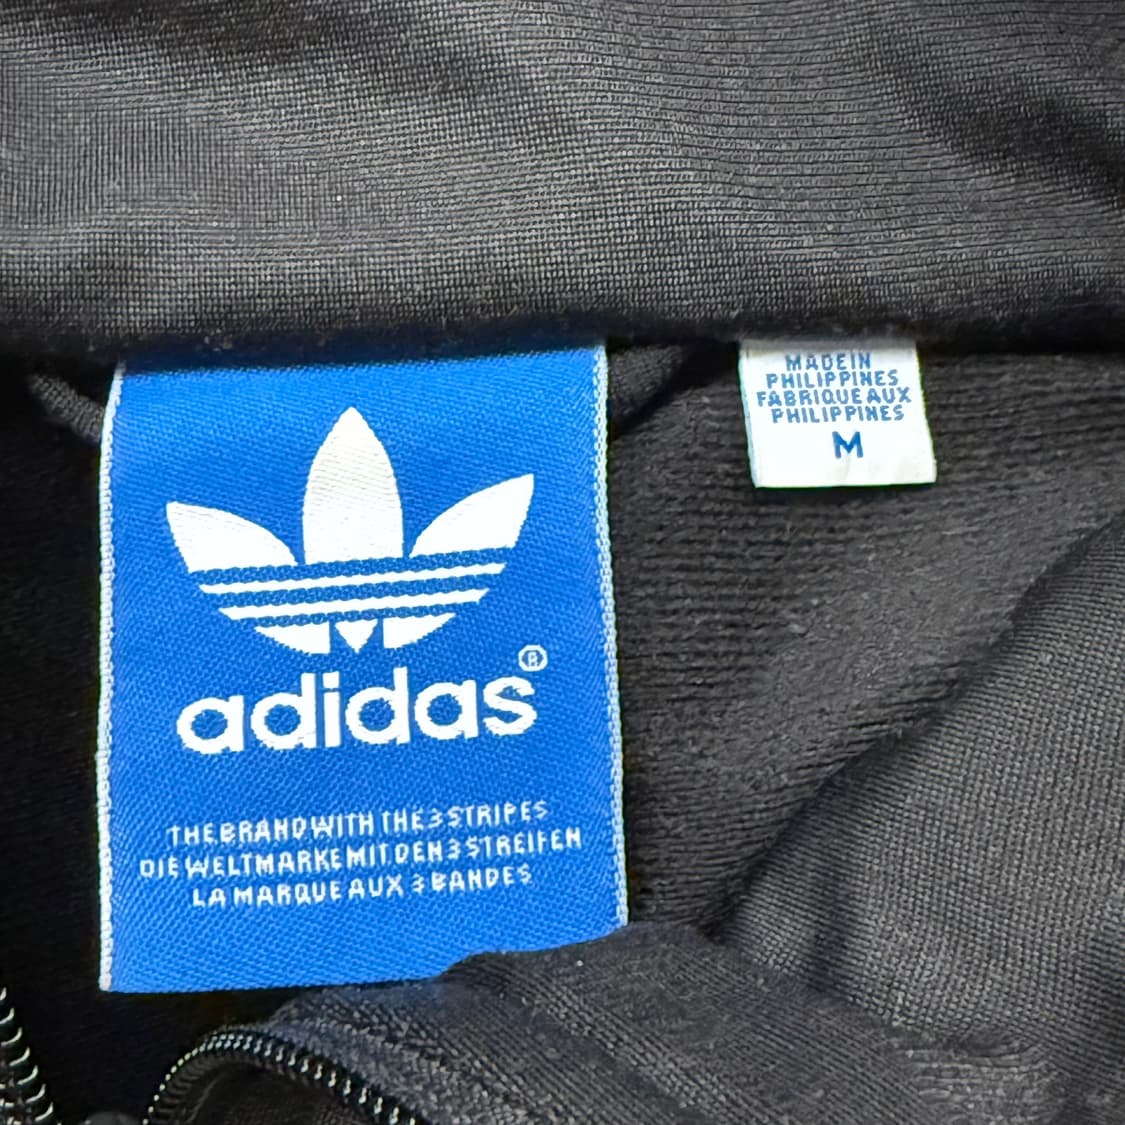 adidas®
THE BRAND WITH THE 3 STRIPES
DIE WELTMARKE MIT DEN 3 STREIFEN
LA MARQUE AUX 3 BANDES
MADE IN
PHILIPPINES
FABRIQUE AUX
PHILIPPINES
M